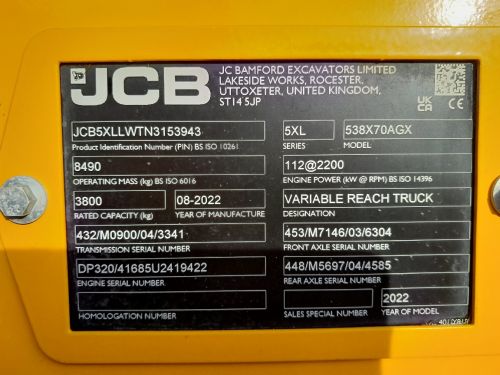 JCB
JC BAMFORD EXCAVATORS LIMITED
LAKESIDE WORKS, ROCESTER,
UTTOXETER, UNITED KINGDOM,
ST14 5JP
UK
CA
CE
JCB5XLLWTN3153943
Product Identification Number (PIN) BS ISO 10261
5XL
SERIES
538X70AGX
MODEL
8490
OPERATING MASS (kg) BS ISO 6016
112@2200
ENGINE POWER (kW @ RPM) BS ISO 14396
3800
RATED CAPACITY (kg)
08-2022
YEAR OF MANUFACTURE
VARIABLE REACH TRUCK
DESIGNATION
432/M0900/04/3341
TRANSMISSION SERIAL NUMBER
453/M7146/03/6304
FRONT AXLE SERIAL NUMBER
DP320/41685U2419422
ENGINE SERIAL NUMBER
448/M5697/04/4585
REAR AXLE SERIAL NUMBER
HOMOLOGATION NUMBER
SALES SPECIAL NUMBER
2022
YEAR OF MODEL